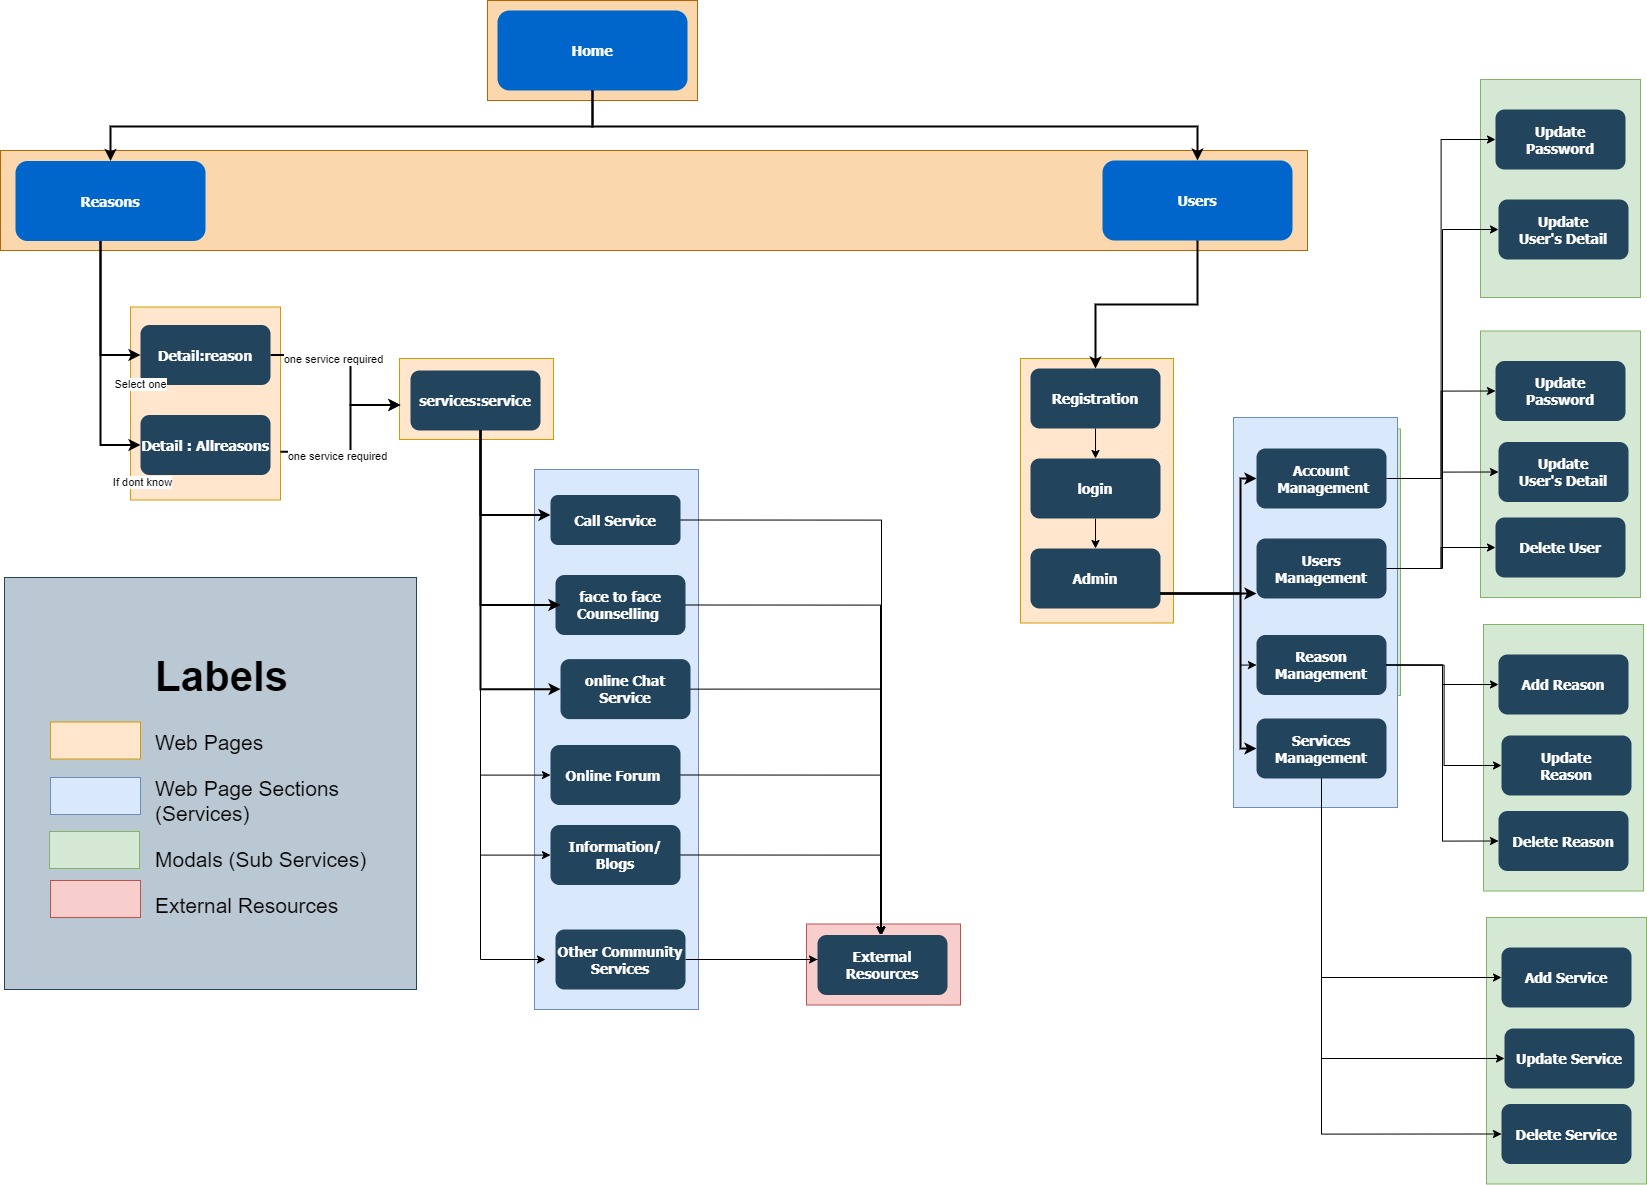 Home
Reasons
Users
Detail:reason
Select one
Detail : Allreasons
If dont know
one service required
one service required
services:service
Call Service
face to face
Counselling
online Chat
Service
Online Forum
Information/
Blogs
Other Community
Services
External
Resources
Registration
login
Admin
Account
Management
Users
Management
Reason
Management
Services
Management
Update
Password
Update
User's Detail
Update
Password
Update
User's Detail
Delete User
Add Reason
Update
Reason
Delete Reason
Add Service
Update Service
Delete Service
Labels
Web Pages
Web Page Sections
(Services)
Modals (Sub Services)
External Resources